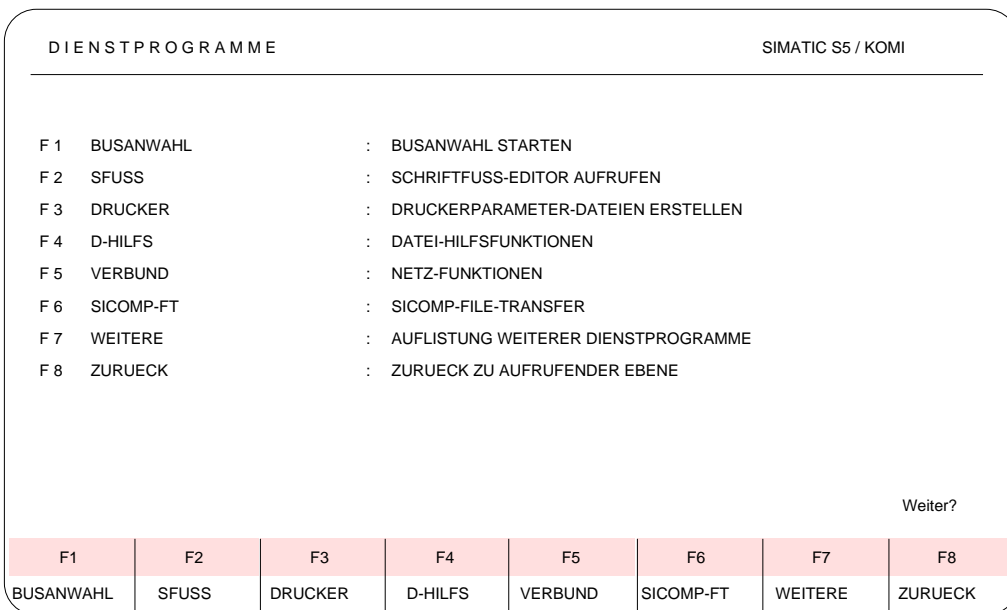 D I E N S T P R O G R A M M E SIMATIC S5 / KOMI
F 1 BUSANWAHL : BUSANWAHL STARTEN
F 2 SFUSS : SCHRIFTFUSS-EDITOR AUFRUFEN
F 3 DRUCKER : DRUCKERPARAMETER-DATEIEN ERSTELLEN
F 4 D-HILFS : DATEI-HILFSFUNKTIONEN
F 5 VERBUND : NETZ-FUNKTIONEN
F 6 SICOMP-FT : SICOMP-FILE-TRANSFER
F 7 WEITERE : AUFLISTUNG WEITERER DIENSTPROGRAMME
F 8 ZURUECK : ZURUECK ZU AUFRUFENDER EBENE
Weiter?
F1 F2 F3 F4 F5 F6 F7 F8
BUSANWAHL SFUSS DRUCKER D-HILFS VERBUND SICOMP-FT WEITERE ZURUECK